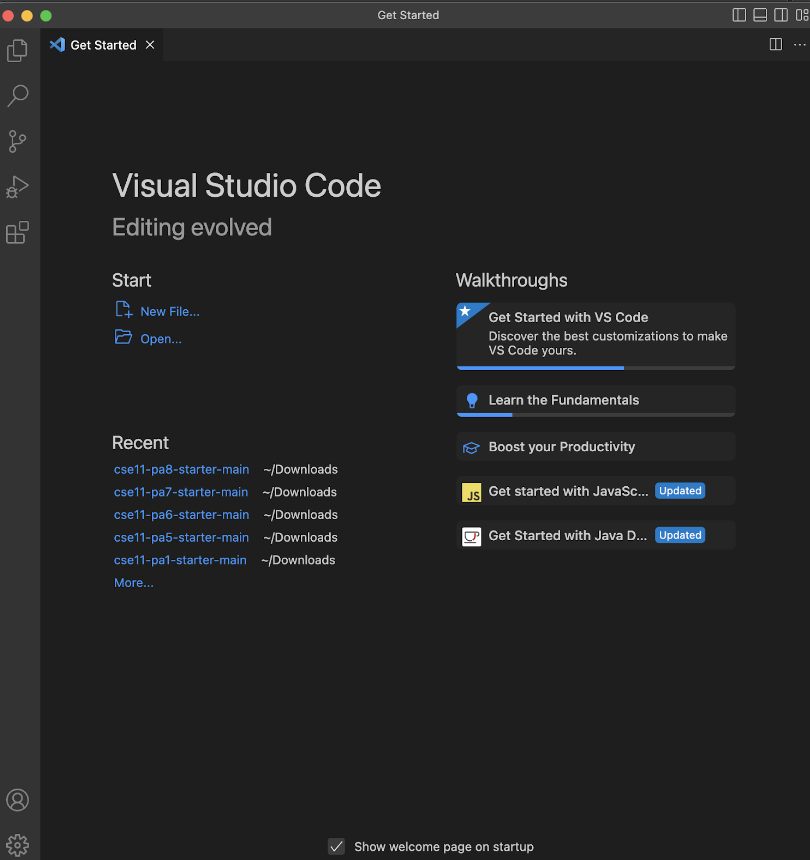 Get Started
Get Started
Visual Studio Code
Editing evolved
Start
New File...
Open...
Recent
cse11-pa8-starter-main ~/Downloads
cse11-pa7-starter-main ~/Downloads
cse11-pa6-starter-main ~/Downloads
cse11-pa5-starter-main ~/Downloads
cse11-pa1-starter-main ~/Downloads
More...
Walkthroughs
Get Started with VS Code
Discover the best customizations to make
VS Code yours.
Learn the Fundamentals
Boost your Productivity
JS Get started with JavaSc... Updated
Get Started with Java D... Updated
Show welcome page on startup